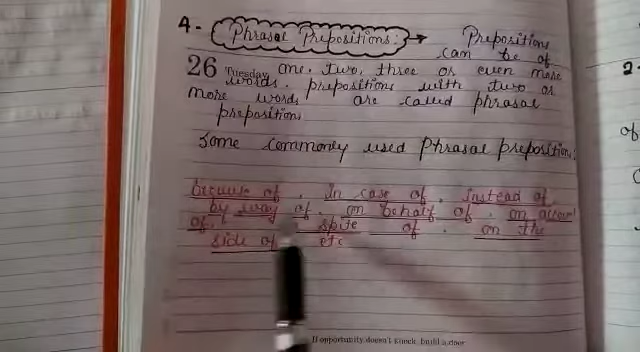 4- Phrasal Prepositions: → Prepositions
can be of
26 Tuesday one, two, three or even more
words. prepositions with two or
more words are called phrasal
prepositions
Some commonly used Phrasal prepositions:
because of, In case of, instead of,
by way of, on behalf of, on account
of, spite of, on the
side of etc
If opportunity doesn't knock, build a door
2-
of